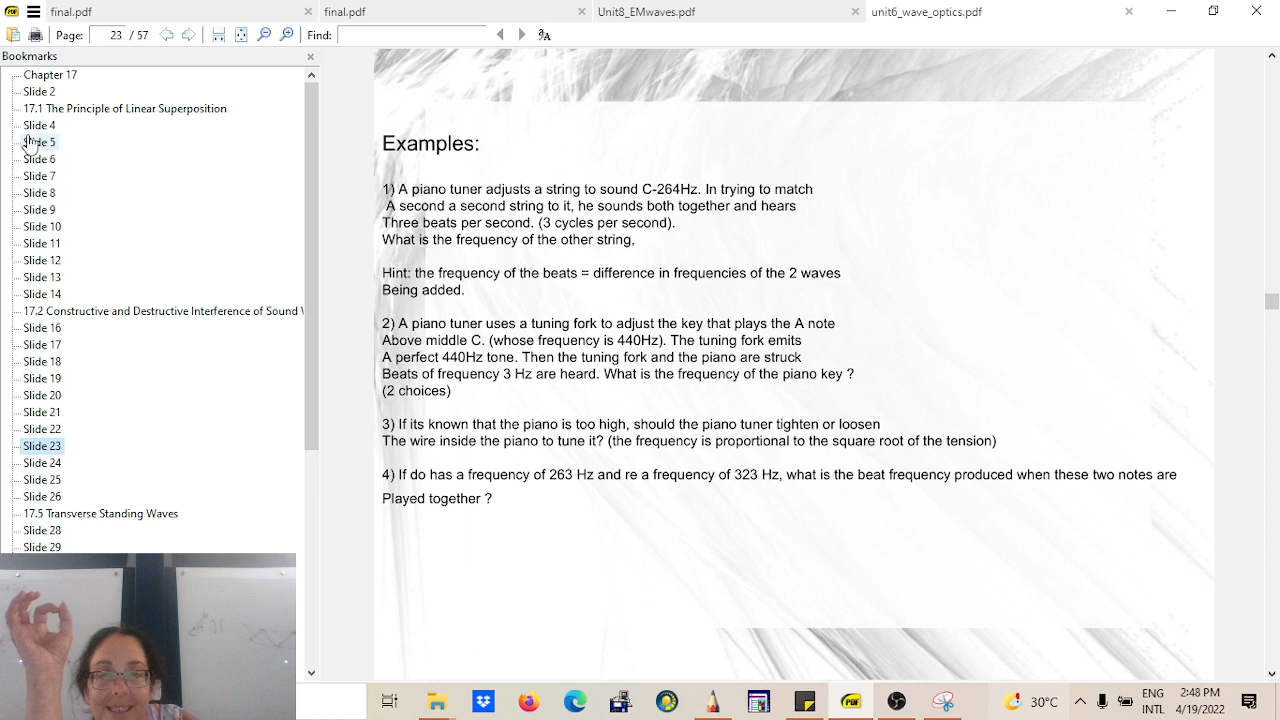 final.pdf
final.pdf
Unit8_EMwaves.pdf
unit6_wave_optics.pdf
Page: 23 / 57
Find:
Bookmarks
Chapter 17
Slide 2
17.1 The Principle of Linear Superposition
Slide 4
Slide 5
Slide 6
Slide 7
Slide 8
Slide 9
Slide 10
Slide 11
Slide 12
Slide 13
Slide 14
17.2 Constructive and Destructive Interference of Sound
Slide 16
Slide 17
Slide 18
Slide 19
Slide 20
Slide 21
Slide 22
Slide 23
Slide 24
Slide 25
Slide 26
17.5 Transverse Standing Waves
Slide 28
Slide 29
Examples:
1) A piano tuner adjusts a string to sound C-264Hz. In trying to match
A second a second string to it, he sounds both together and hears
Three beats per second. (3 cycles per second).
What is the frequency of the other string,
Hint: the frequency of the beats = difference in frequencies of the 2 waves
Being added.
2) A piano tuner uses a tuning fork to adjust the key that plays the A note
Above middle C. (whose frequency is 440Hz). The tuning fork emits
A perfect 440Hz tone. Then the tuning fork and the piano are struck
Beats of frequency 3 Hz are heard. What is the frequency of the piano key ?
(2 choices)
3) If its known that the piano is too high, should the piano tuner tighten or loosen
The wire inside the piano to tune it? (the frequency is proportional to the square root of the tension)
4) If do has a frequency of 263 Hz and re a frequency of 323 Hz, what is the beat frequency produced when these two notes are
Played together ?
30°C
ENG
INTL
2:48 PM
4/19/2022